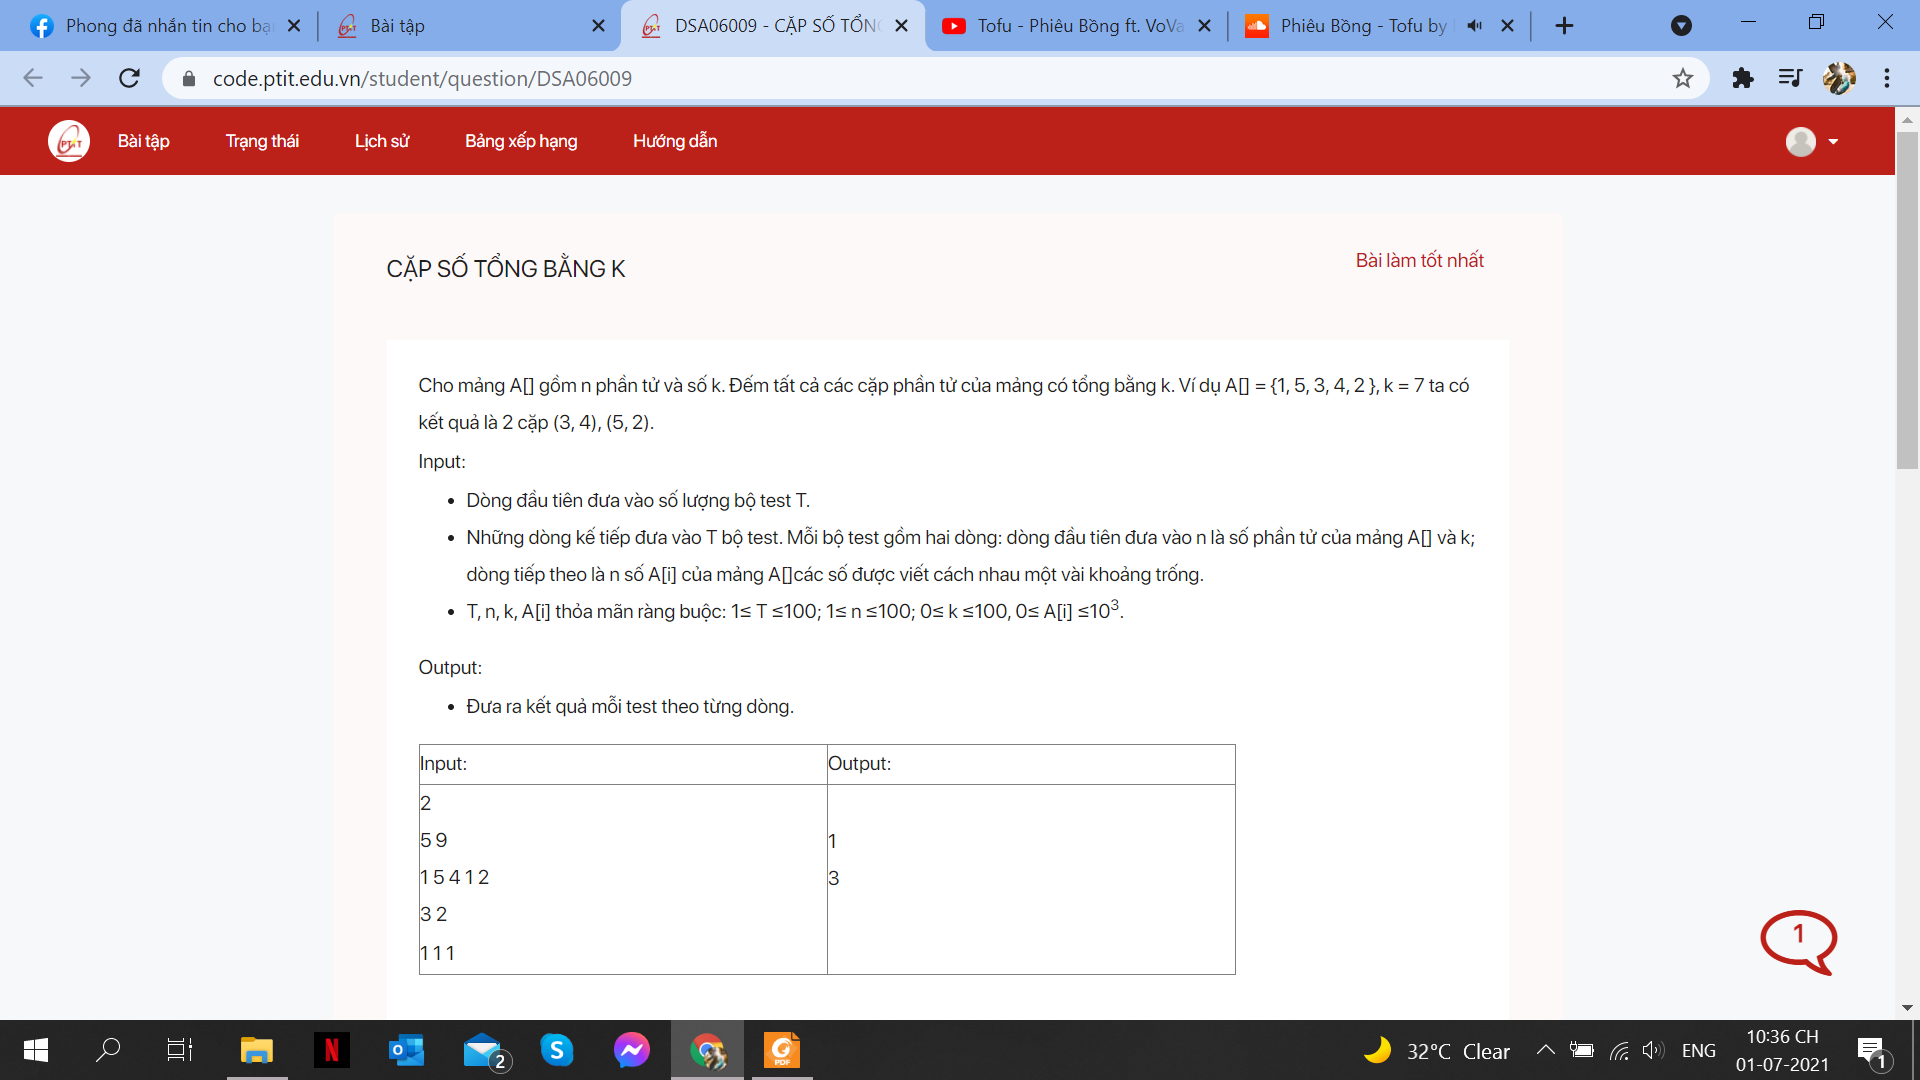 Phong đã nhắn tin cho bạ
Bài tập
DSA06009 - CẶP SỐ TỔNG
Tofu - Phiêu Bồng ft. VoVa
Phiêu Bồng - Tofu by
code.ptit.edu.vn/student/question/DSA06009
PTIT
Bài tập
Trạng thái
Lịch sử
Bảng xếp hạng
Hướng dẫn
CẶP SỐ TỔNG BẰNG K
Bài làm tốt nhất
Cho mảng A[] gồm n phần tử và số k. Đếm tất cả các cặp phần tử của mảng có tổng bằng k. Ví dụ A[] = {1, 5, 3, 4, 2 }, k = 7 ta có
kết quả là 2 cặp (3, 4), (5, 2).
Input:
Dòng đầu tiên đưa vào số lượng bộ test T.
Những dòng kế tiếp đưa vào T bộ test. Mỗi bộ test gồm hai dòng: dòng đầu tiên đưa vào n là số phần tử của mảng A[] và k;
dòng tiếp theo là n số A[i] của mảng A[]các số được viết cách nhau một vài khoảng trống.
T, n, k, A[i] thỏa mãn ràng buộc: 1≤ T ≤100; 1≤ n ≤100; 0≤ k ≤100, 0≤ A[i] ≤10³.
Output:
Đưa ra kết quả mỗi test theo từng dòng.
Input:
Output:
2
5 9
1 5 4 1 2
3 2
1 1 1
1
3
1
2
32°C Clear
ENG
10:36 CH
01-07-2021
1